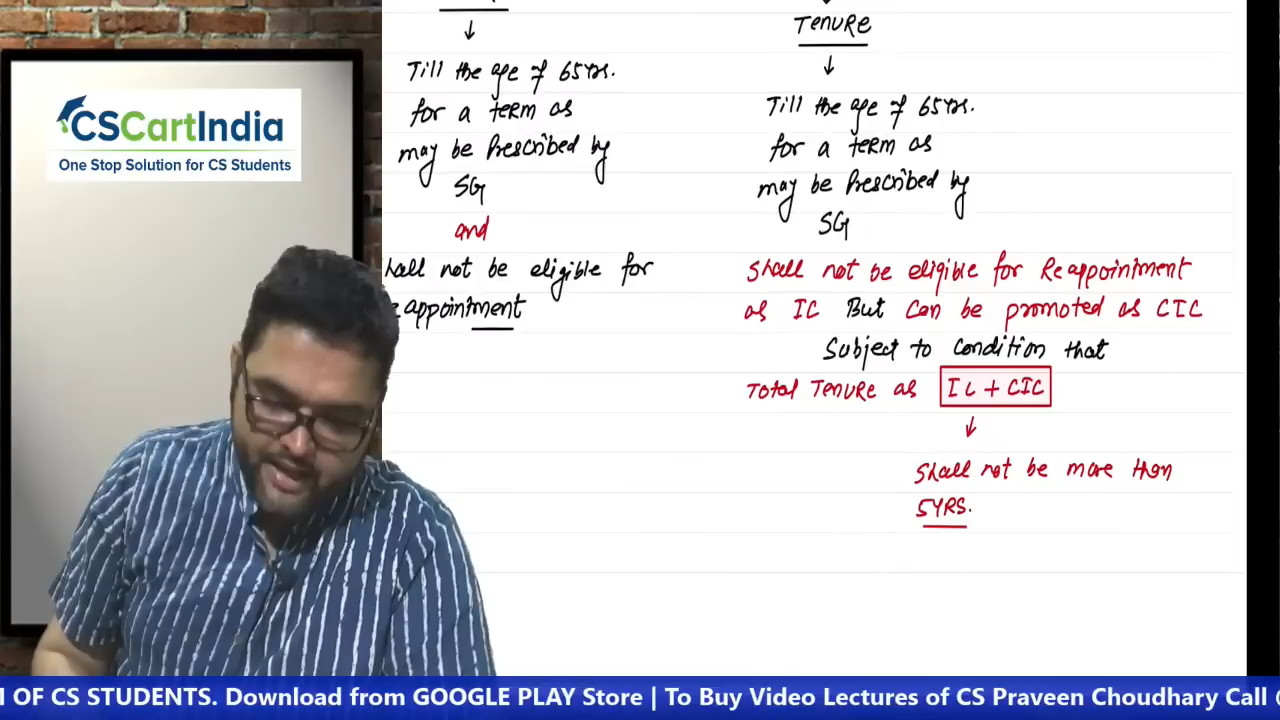 CSCartIndia
One Stop Solution for CS Students
Till the age of 65 Yrs.
for a term as
may be Prescribed by
SG
and
hall not be eligible for
appointment
TENURE
Till the age of 65 Yrs.
for a term as
may be Prescribed by
SG
Shall not be eligible for Reappointment
as IC But Can be promoted as CIC
Subject to Condition that
Total TENURE as IC + CIC
Shall not be more than
5YRS.
M OF CS STUDENTS. Download from GOOGLE PLAY Store | To Buy Video Lectures of CS Praveen Choudhary Call